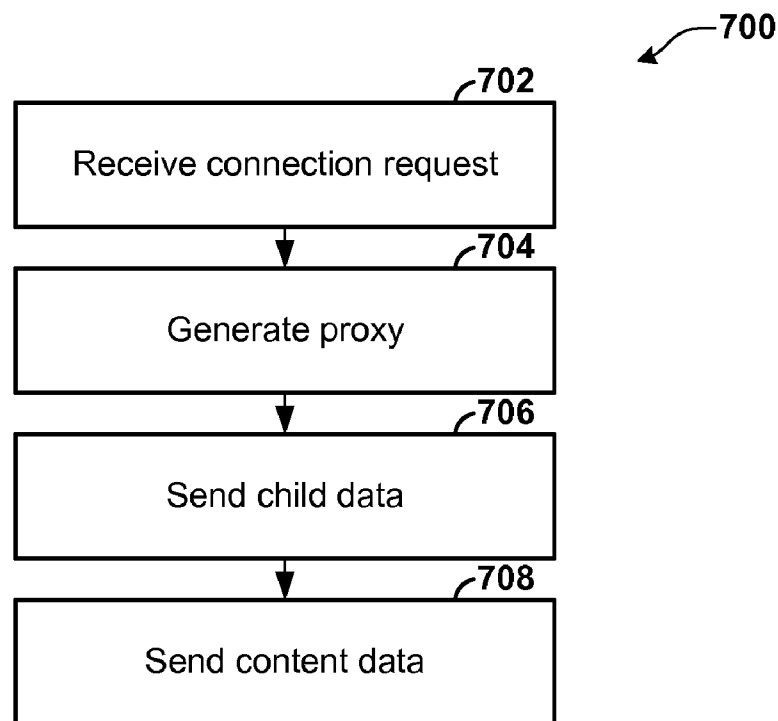 700
702
Receive connection request
704
Generate proxy
706
Send child data
708
Send content data